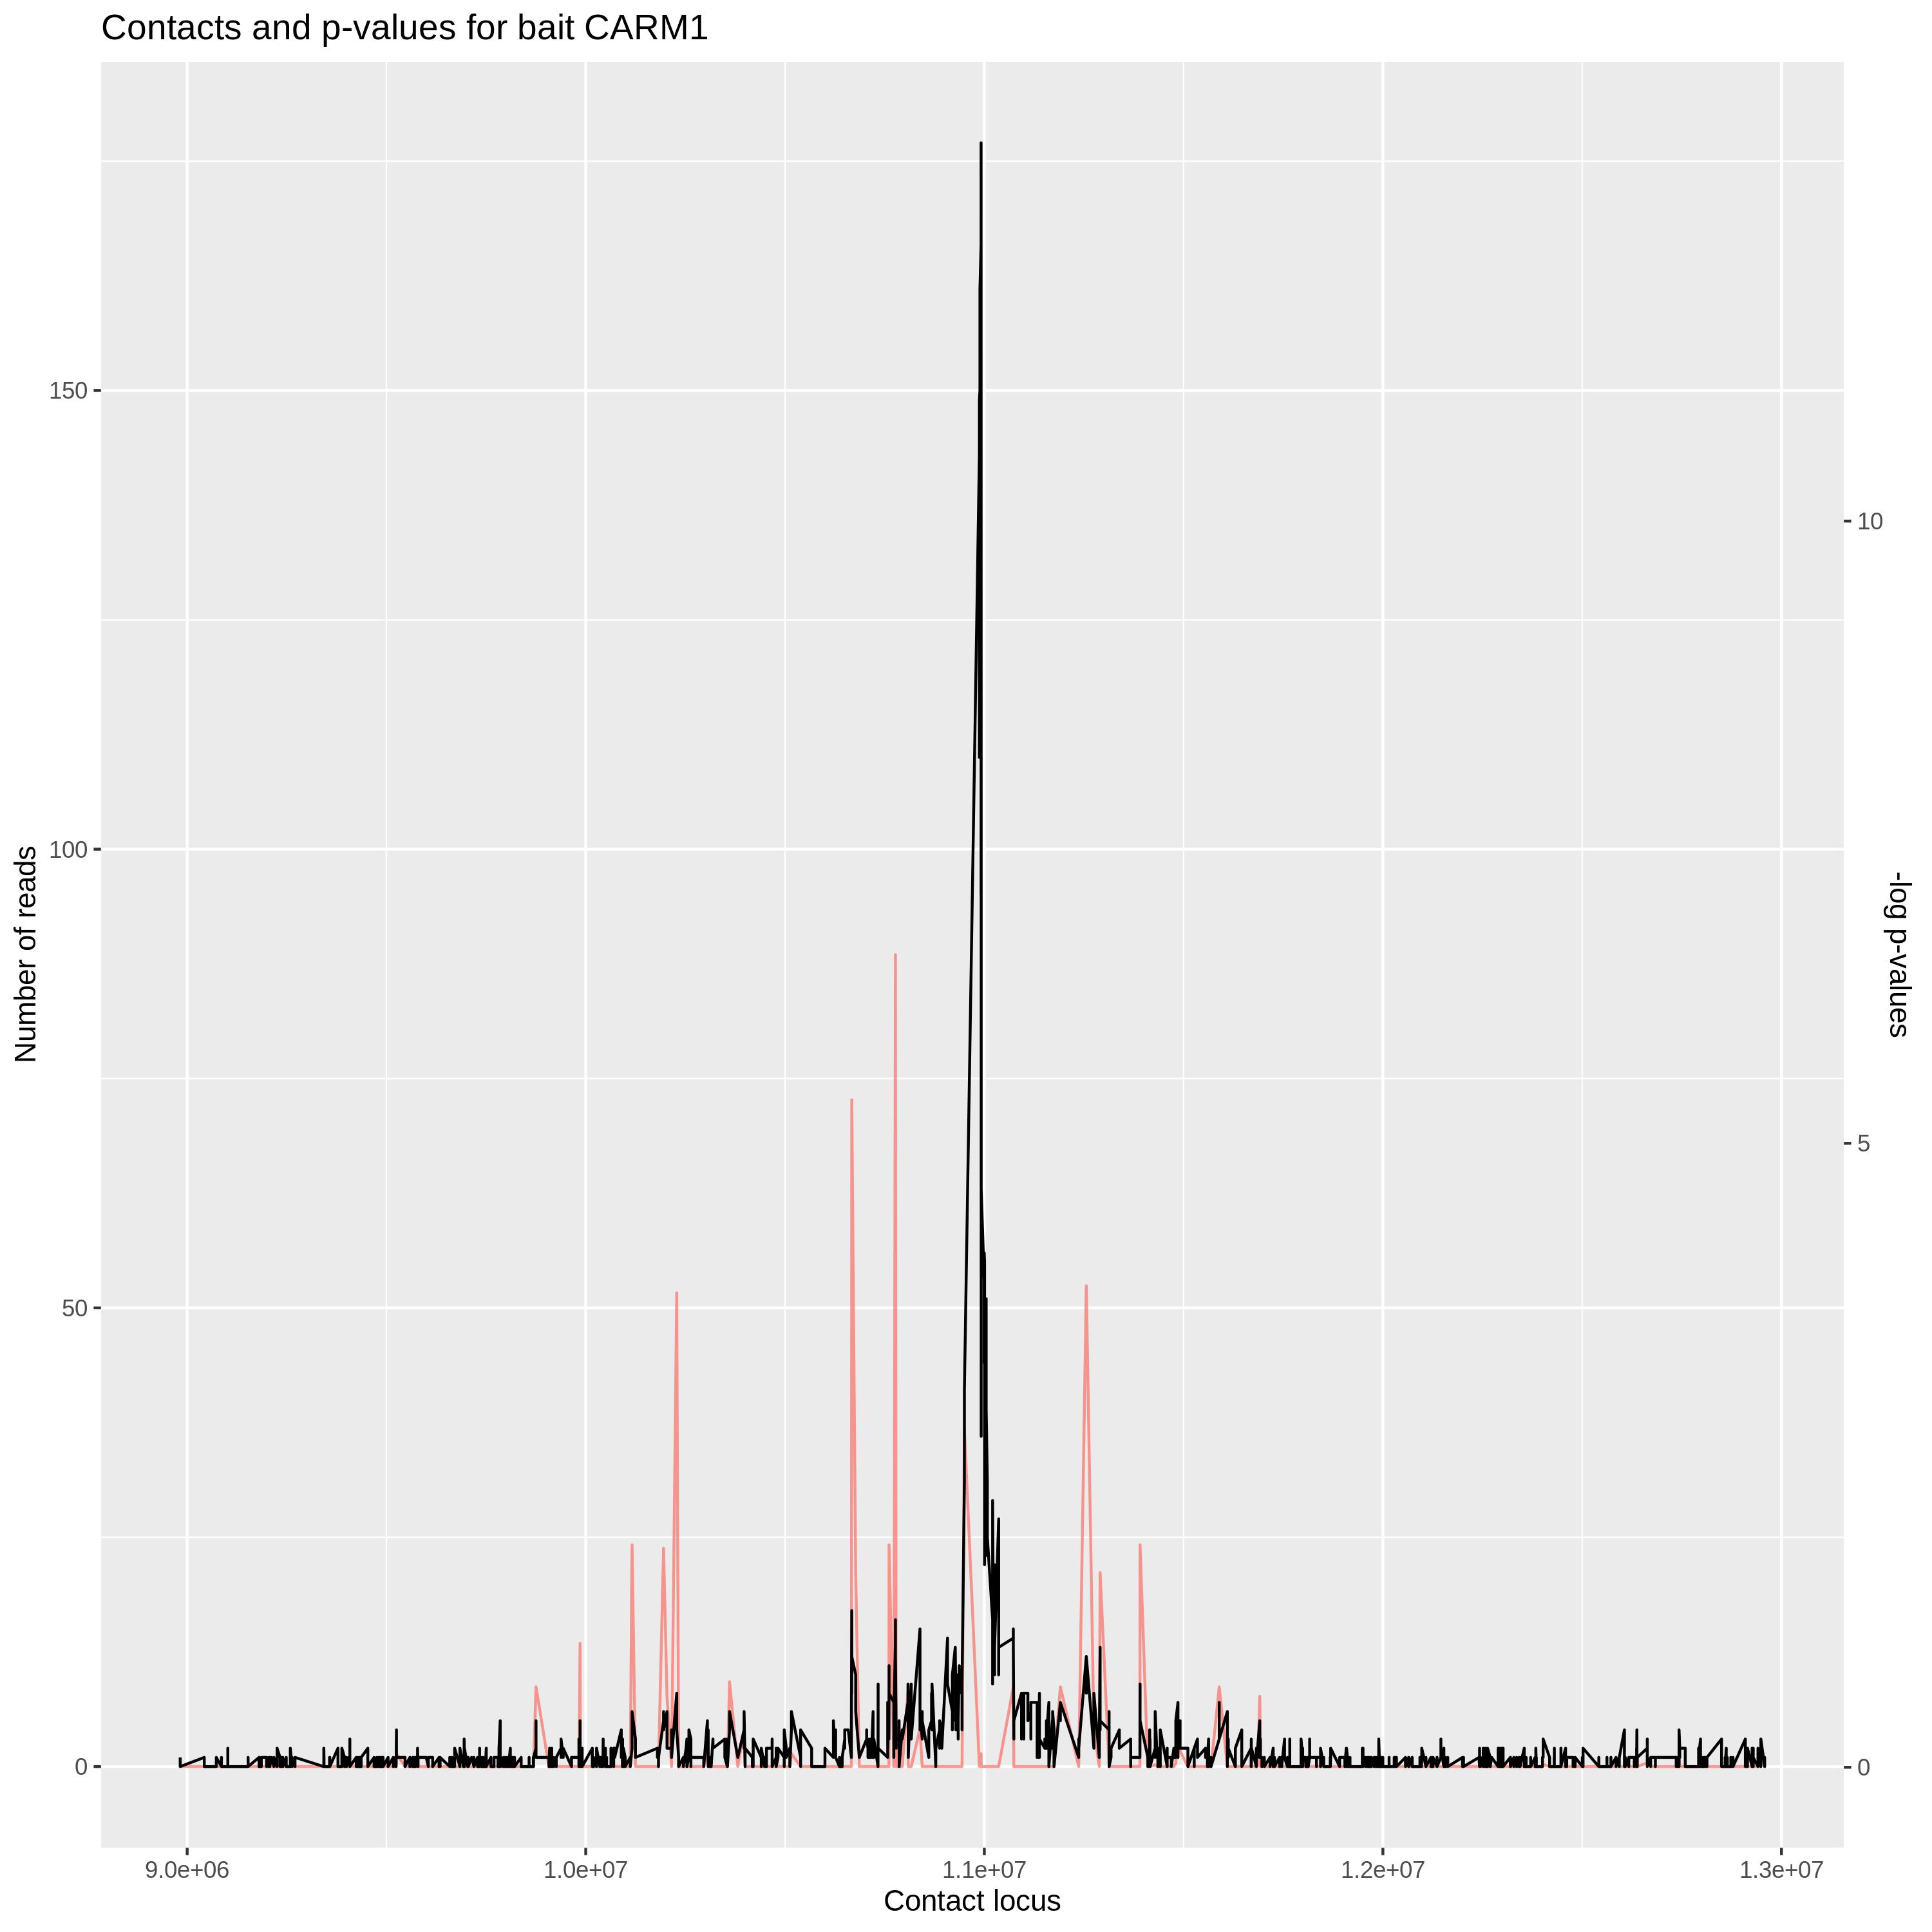 Contacts and p-values for bait CARM1
150
100
50
0
Number of reads
10
5
0
-log p-values
9.0e+06
1.0e+07
1.1e+07
1.2e+07
1.3e+07
Contact locus